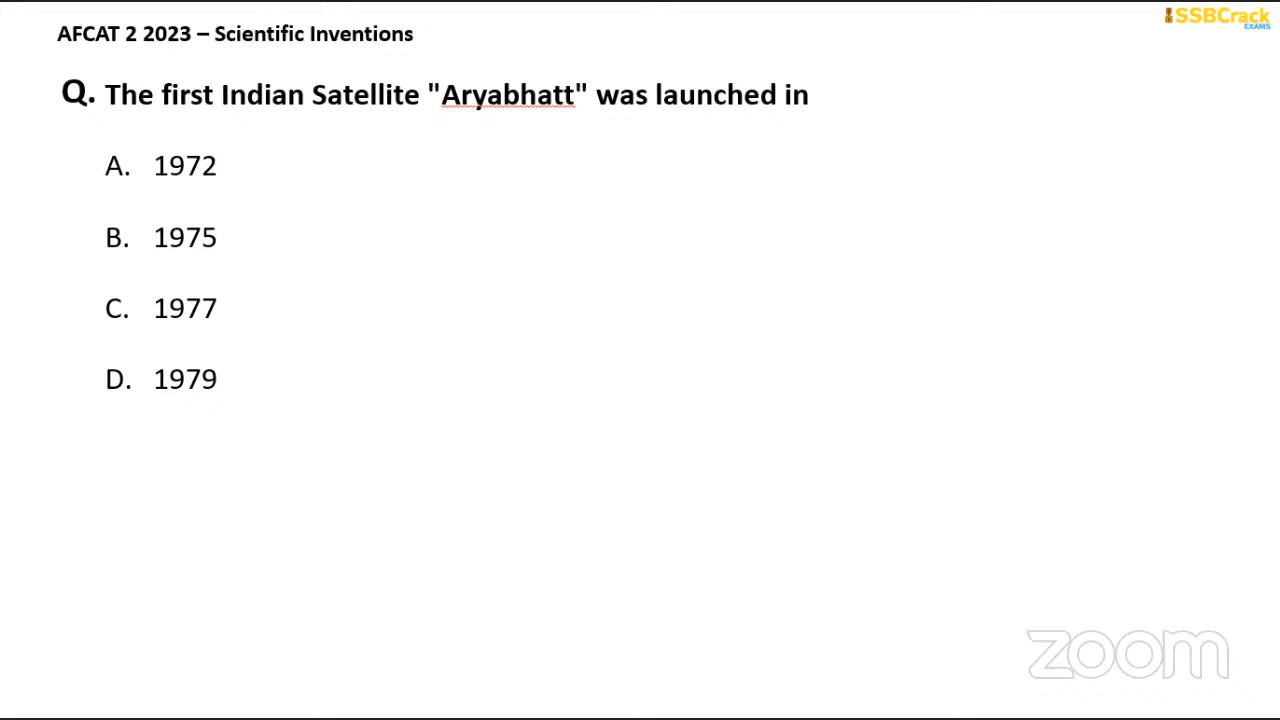 SSBCrack
EXAMS
AFCAT 2 2023 – Scientific Inventions
Q. The first Indian Satellite "Aryabhatt" was launched in
A. 1972
B. 1975
C. 1977
D. 1979
zoom